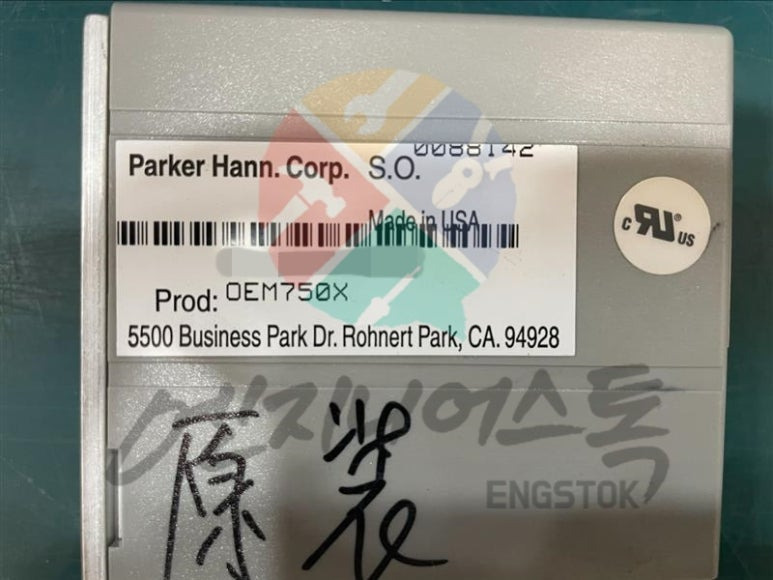 0088142
Parker Hann. Corp. S.O.
Made in USA
Prod: OEM750X
5500 Business Park Dr. Rohnert Park, CA. 94928
c RU® US
엔지니어스톡
ENGSTOK
原装